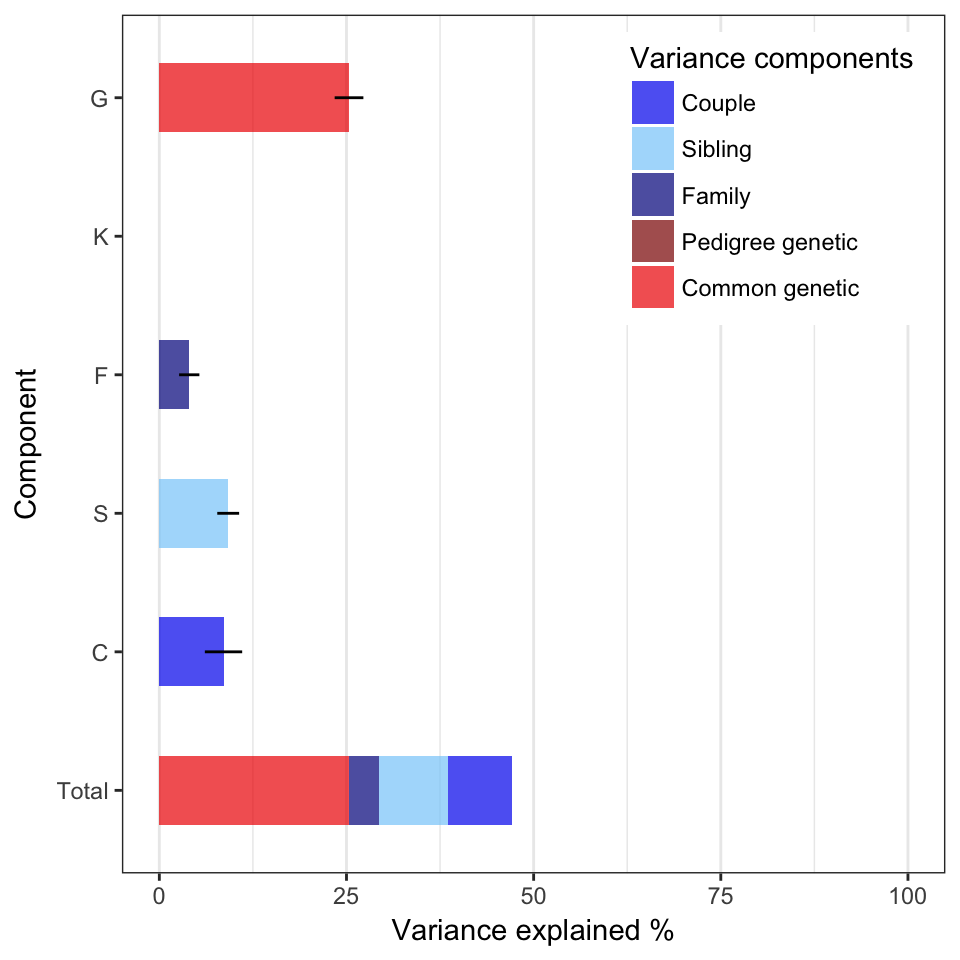 Variance components
Couple
Sibling
Family
Pedigree genetic
Common genetic
Component
G
K
F
S
C
Total
0 25 50 75 100
Variance explained %